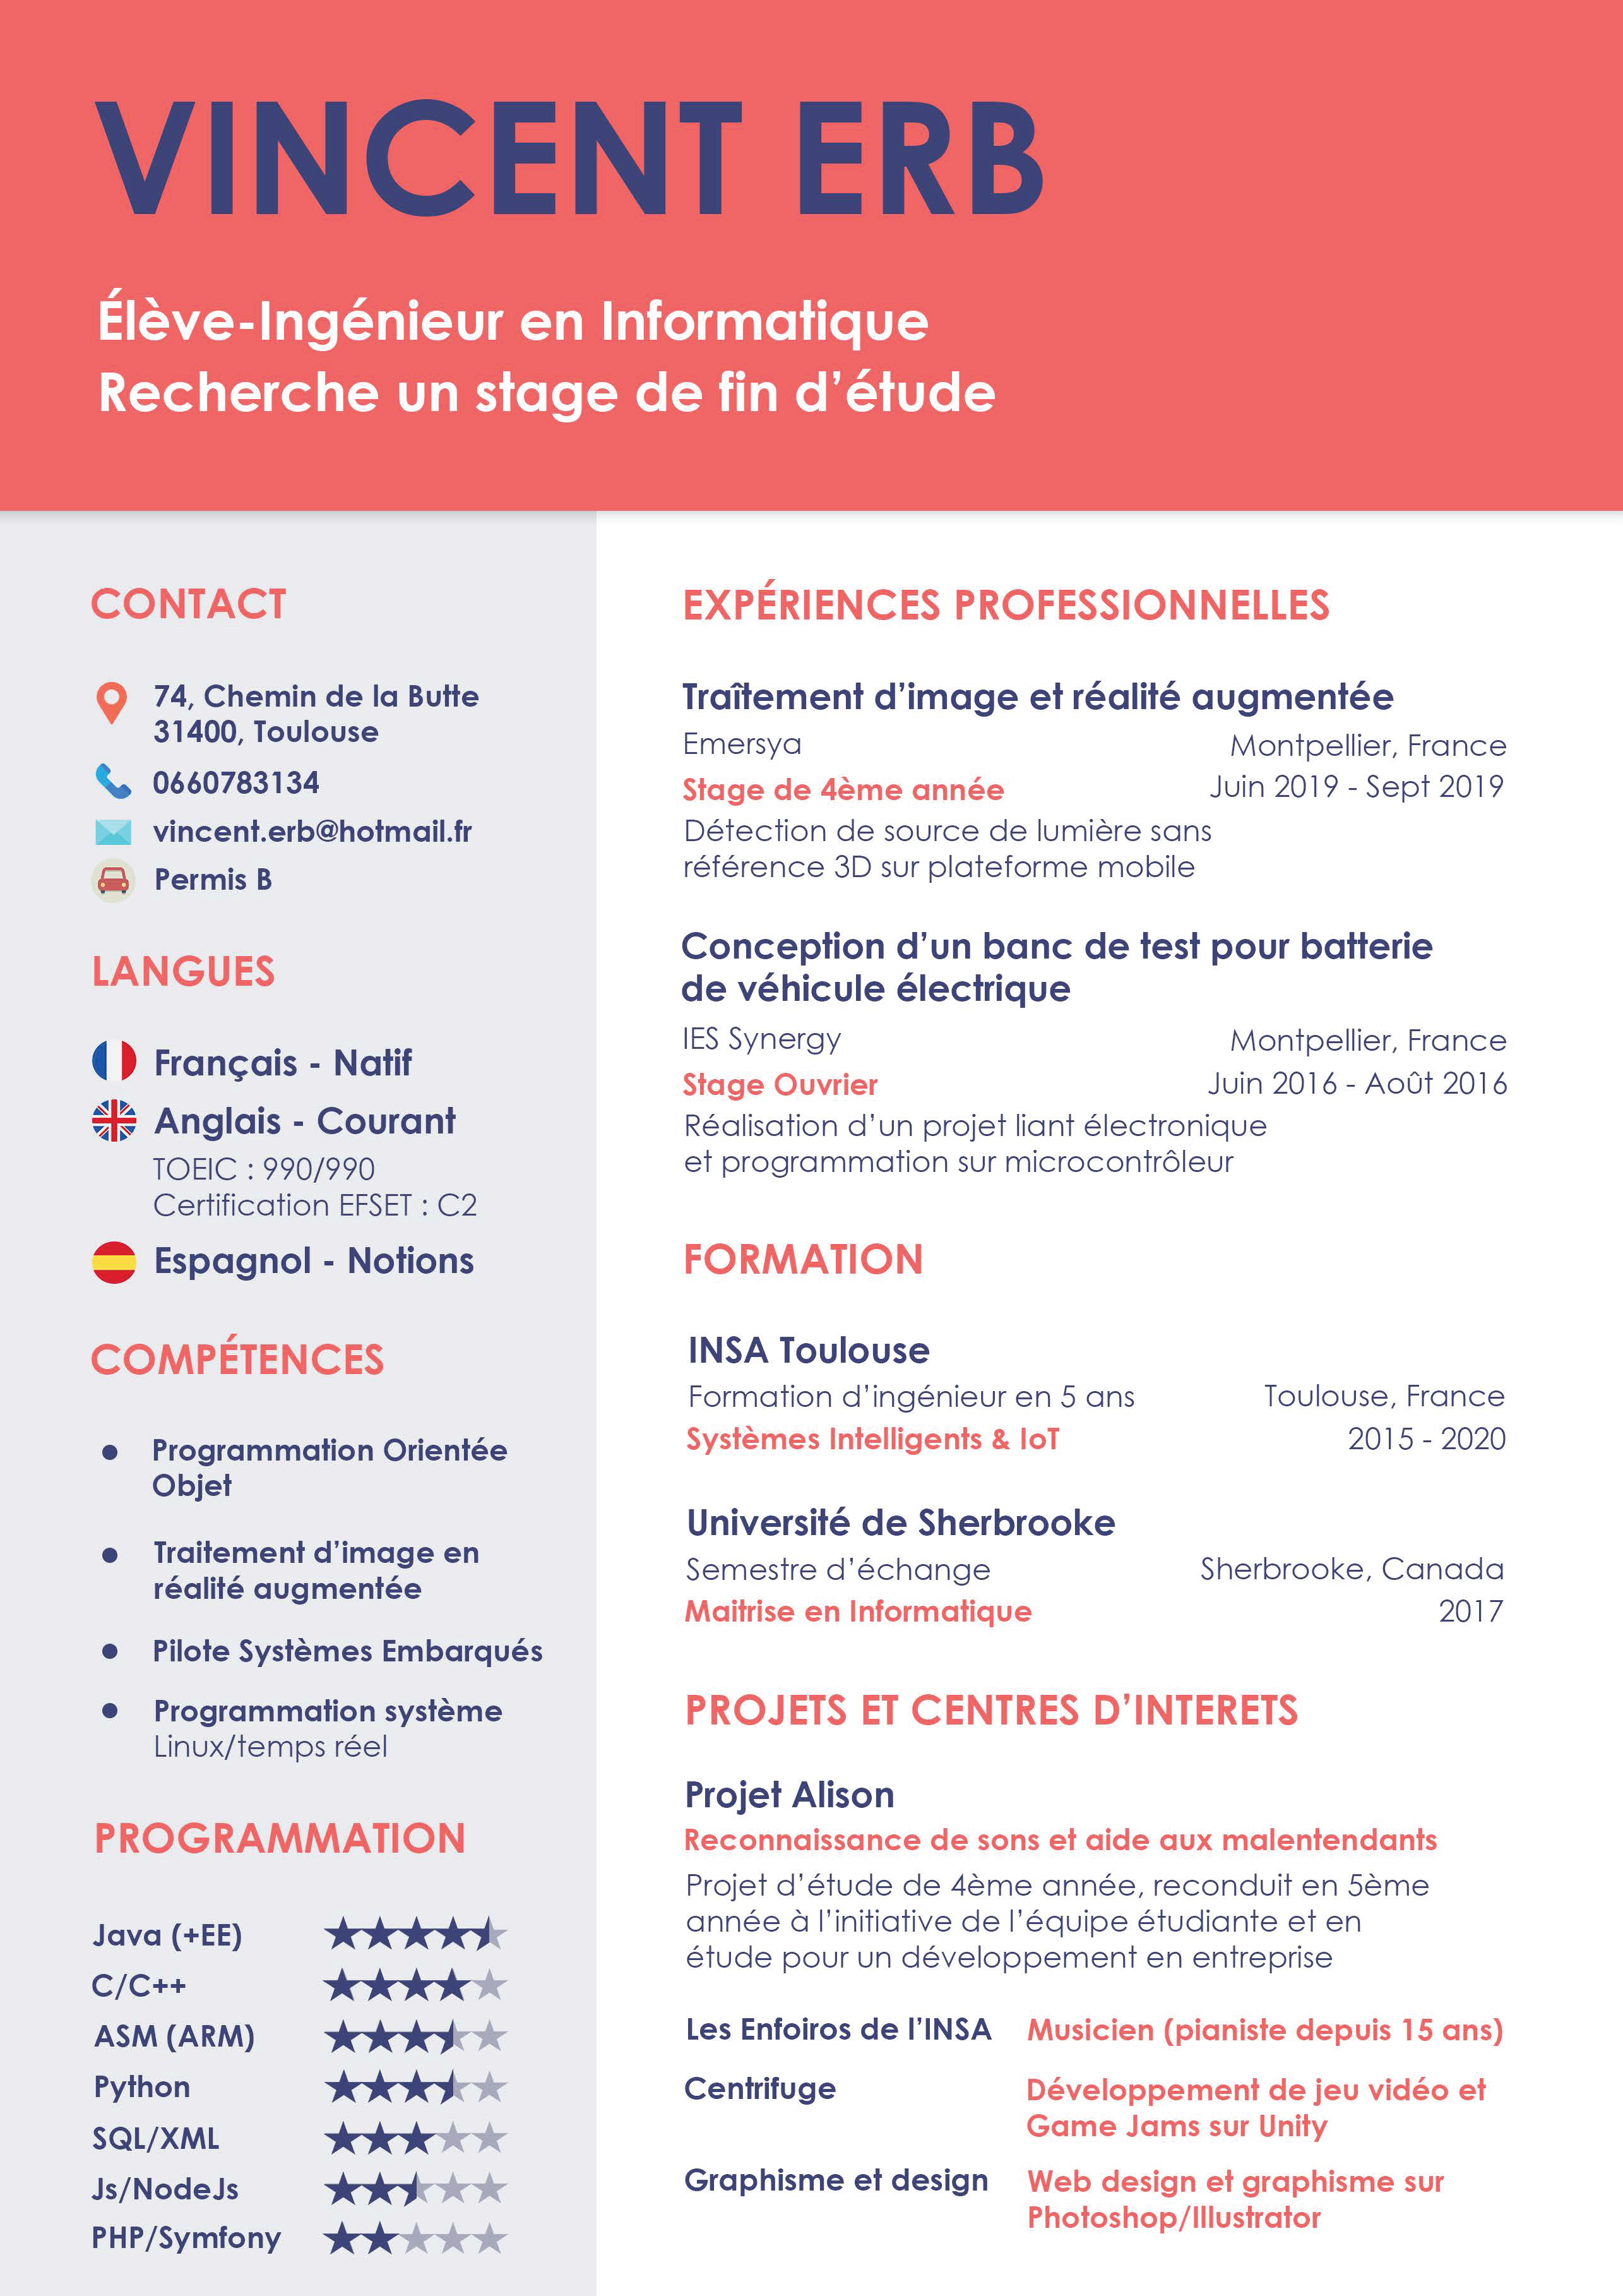 VINCENT ERB
Élève-Ingénieur en Informatique
Recherche un stage de fin d'étude
CONTACT
74, Chemin de la Butte
31400, Toulouse
0660783134
vincent.erb@hotmail.fr
Permis B
LANGUES
Français - Natif
Anglais - Courant
TOEIC : 990/990
Certification EFSET : C2
Espagnol - Notions
COMPÉTENCES
Programmation Orientée
Objet
Traitement d'image en
réalité augmentée
Pilote Systèmes Embarqués
Programmation système
Linux/temps réel
PROGRAMMATION
Java (+EE)
C/C++
ASM (ARM)
Python
SQL/XML
Js/NodeJs
PHP/Symfony
EXPÉRIENCES PROFESSIONNELLES
Traîtement d'image et réalité augmentée
Emersya Montpellier, France
Stage de 4ème année Juin 2019 - Sept 2019
Détection de source de lumière sans
référence 3D sur plateforme mobile
Conception d'un banc de test pour batterie
de véhicule électrique
IES Synergy Montpellier, France
Stage Ouvrier Juin 2016 - Août 2016
Réalisation d'un projet liant électronique
et programmation sur microcontrôleur
FORMATION
INSA Toulouse
Formation d'ingénieur en 5 ans Toulouse, France
Systèmes Intelligents & IoT 2015 - 2020
Université de Sherbrooke
Semestre d'échange Sherbrooke, Canada
Maitrise en Informatique 2017
PROJETS ET CENTRES D'INTERETS
Projet Alison
Reconnaissance de sons et aide aux malentendants
Projet d'étude de 4ème année, reconduit en 5ème
année à l'initiative de l'équipe étudiante et en
étude pour un développement en entreprise
Les Enfoiros de l'INSA Musicien (pianiste depuis 15 ans)
Centrifuge Développement de jeu vidéo et
Game Jams sur Unity
Graphisme et design Web design et graphisme sur
Photoshop/Illustrator